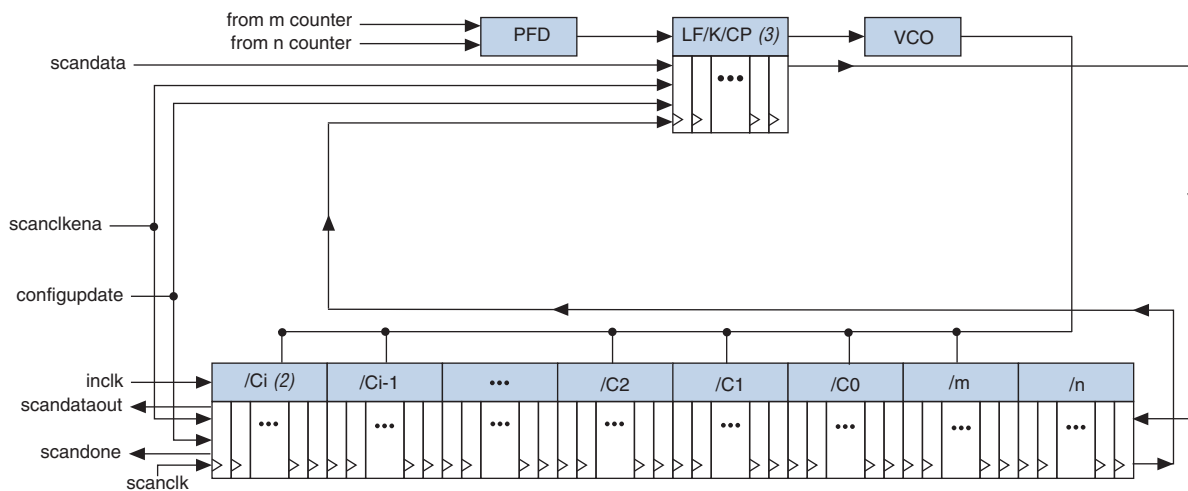 from m counter
from n counter
PFD
LF/K/CP (3)
VCO
scandata
•••
scanclkena
configupdate
inclk
/Ci (2)
/Ci-1
•••
/C2
/C1
/C0
/m
/n
scandataout
•••
•••
•••
•••
•••
•••
•••
•••
scandone
scanclk